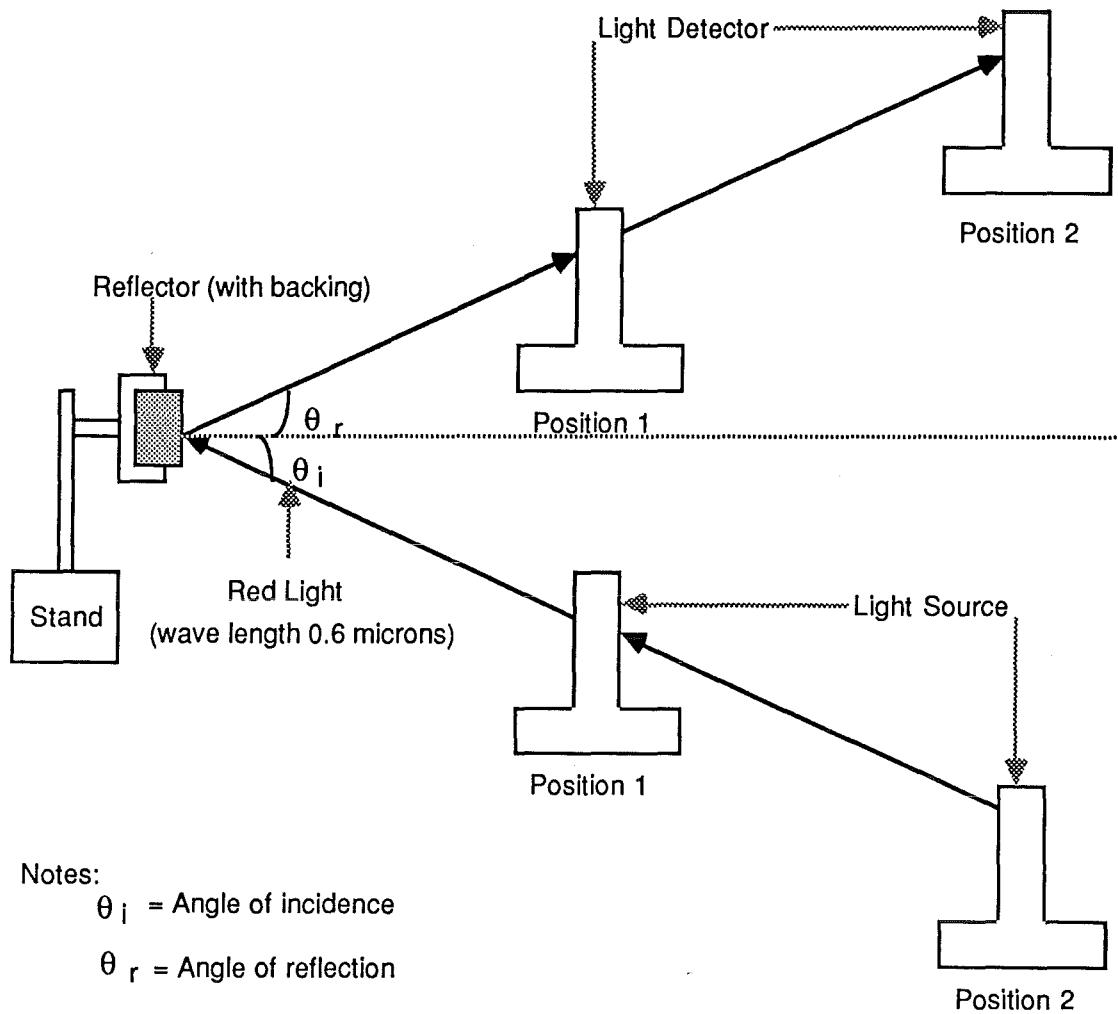 Light Detector
Position 2
Reflector (with backing)
Position 1
θ r
θ i
Red Light
(wave length 0.6 microns)
Stand
Light Source
Position 1
Notes:
θ i = Angle of incidence
θ r = Angle of reflection
Position 2